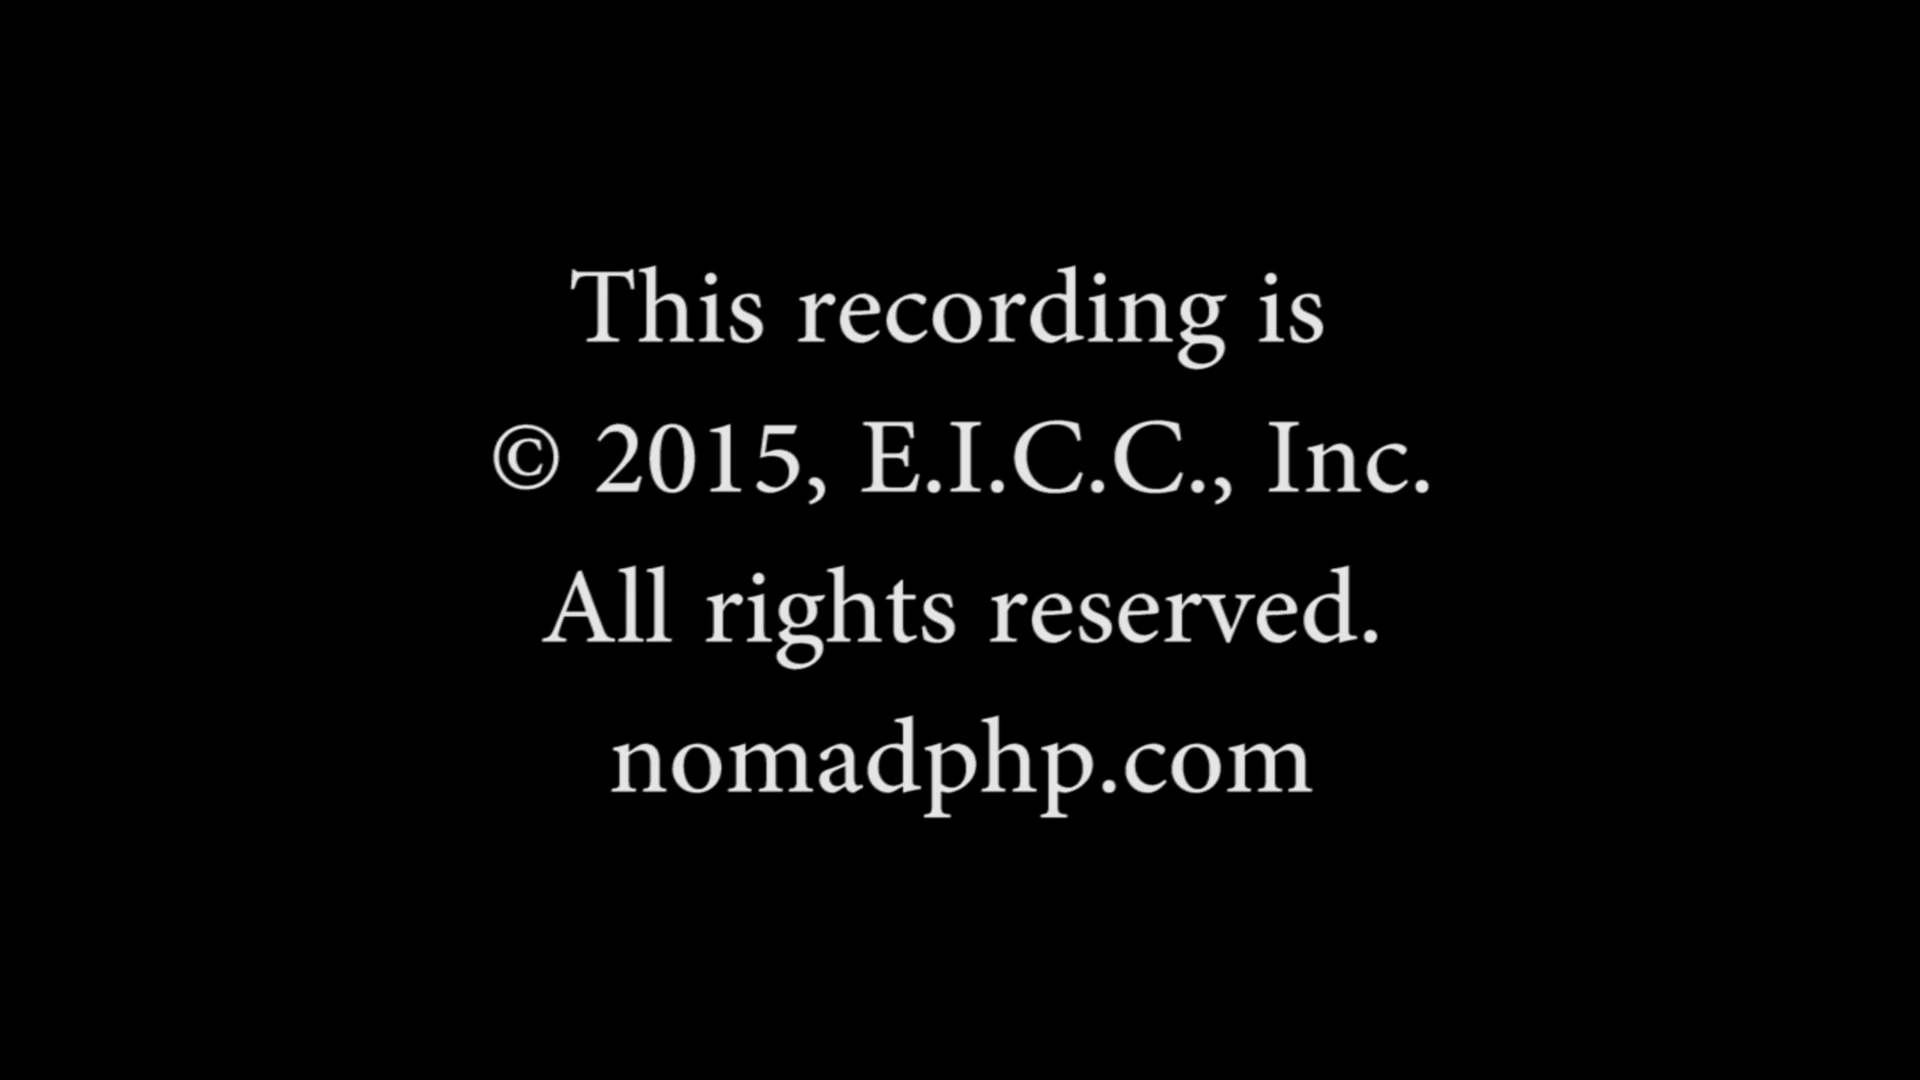 This recording is
© 2015, E.I.C.C., Inc.
All rights reserved.
nomadphp.com